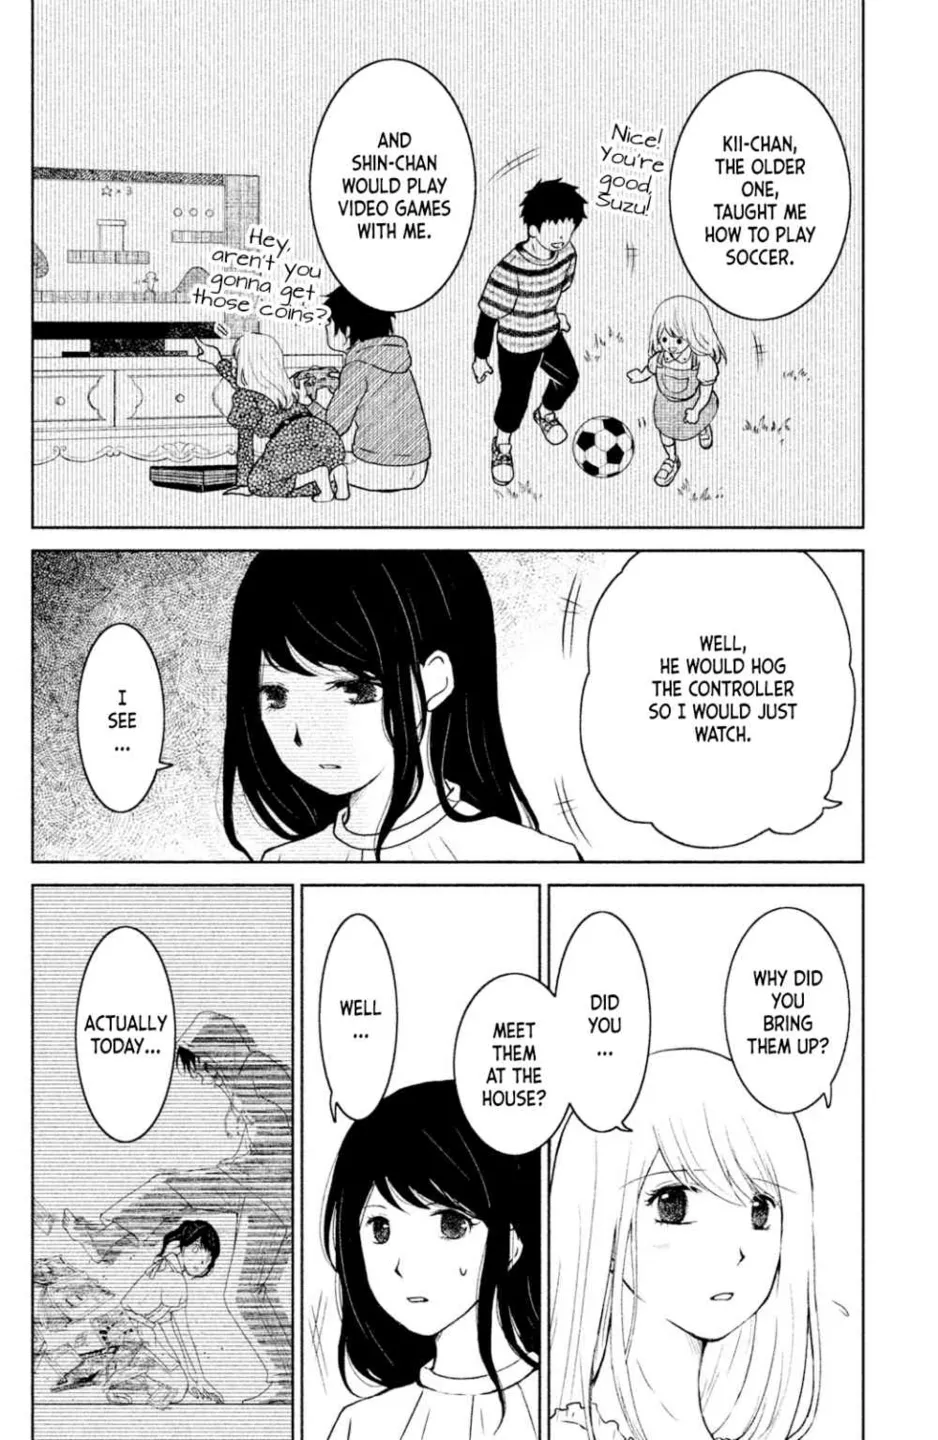 KII-CHAN,
THE OLDER
ONE,
TAUGHT ME
HOW TO PLAY
SOCCER.
Nice!
You're
good,
Suzu!
AND
SHIN-CHAN
WOULD PLAY
VIDEO GAMES
WITH ME.
Hey,
aren't you
gonna get
those coins?
☆×3
WELL,
HE WOULD HOG
THE CONTROLLER
SO I WOULD JUST
WATCH.
I
SEE
...
WHY DID
YOU
BRING
THEM UP?
DID
YOU
...
MEET
THEM
AT THE
HOUSE?
WELL
...
ACTUALLY
TODAY...